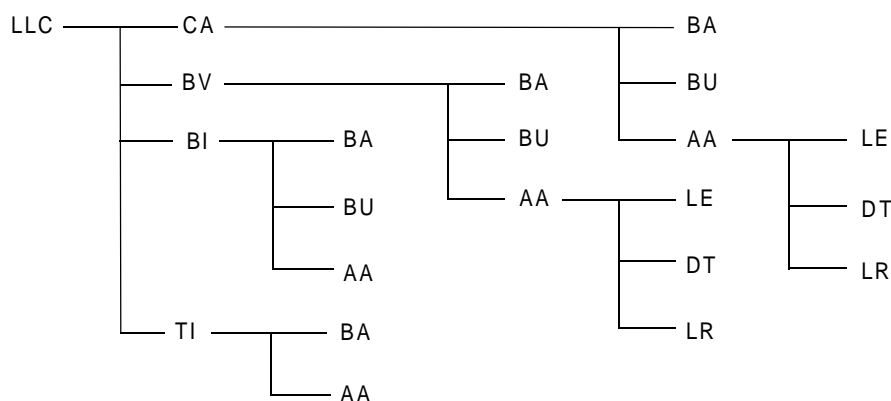 LLC CA BA
BV BA BU
BI BA BU AA LE
BU AA LE DT
AA DT LR
TI BA LR
AA